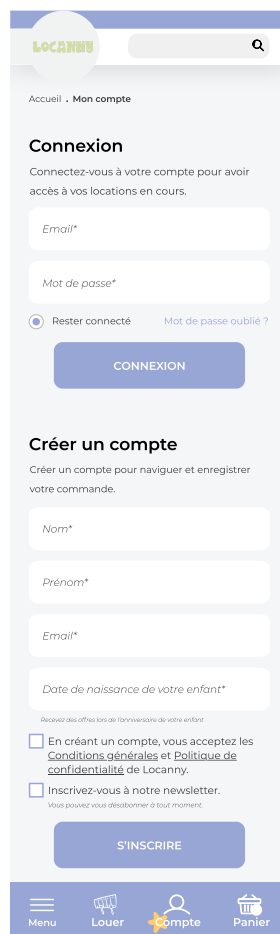 LOCANNY
Accueil . Mon compte
Connexion
Connectez-vous à votre compte pour avoir
accès à vos locations en cours.
Email*
Mot de passe*
Rester connecté
Mot de passe oublié ?
CONNEXION
Créer un compte
Créer un compte pour naviguer et enregistrer
votre commande.
Nom*
Prénom*
Email*
Date de naissance de votre enfant*
Recevez des offres lors de l'anniversaire de votre enfant
En créant un compte, vous acceptez les
Conditions générales et Politique de
confidentialité de Locanny.
Inscrivez-vous à notre newsletter.
Vous pouvez vous désabonner à tout moment.
S'INSCRIRE
Menu
Louer
Compte
Panier